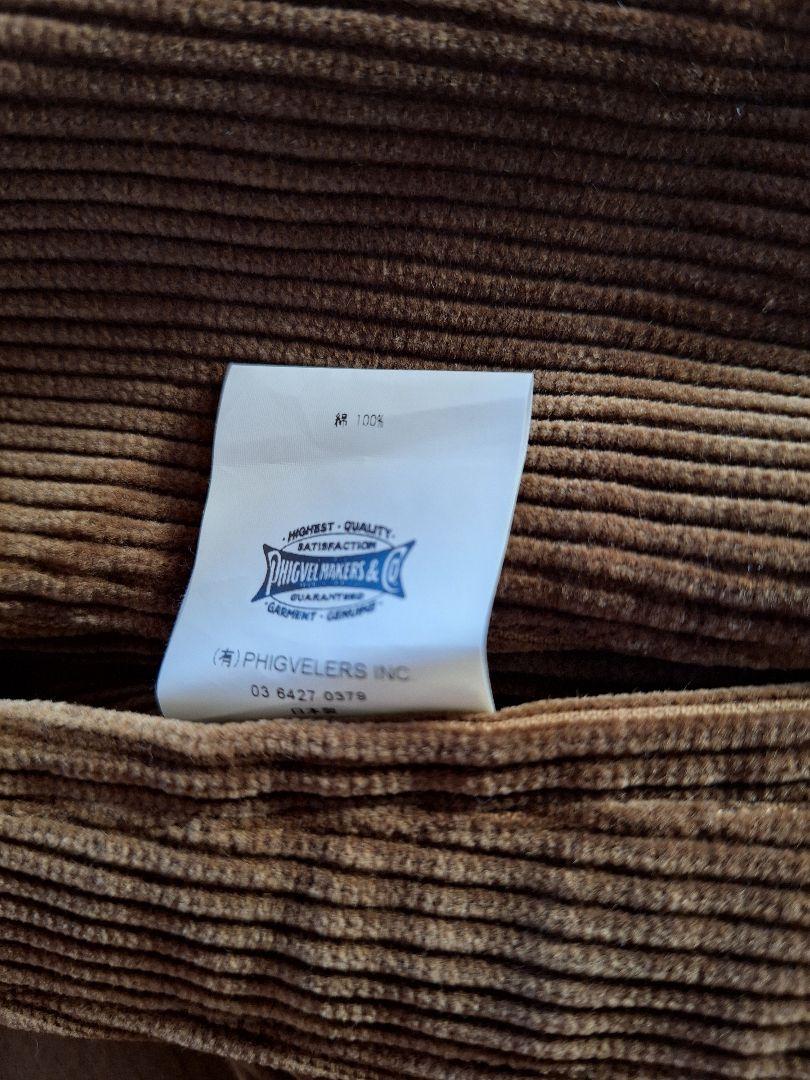 綿 100%
· HIGHEST · QUALITY ·
SATISFACTION
PHIGVEL MAKERS & Co
GUARANTEED
· GARMENT · GENUINE ·
(有) PHIGVELERS INC
03 6427 0379
日本製